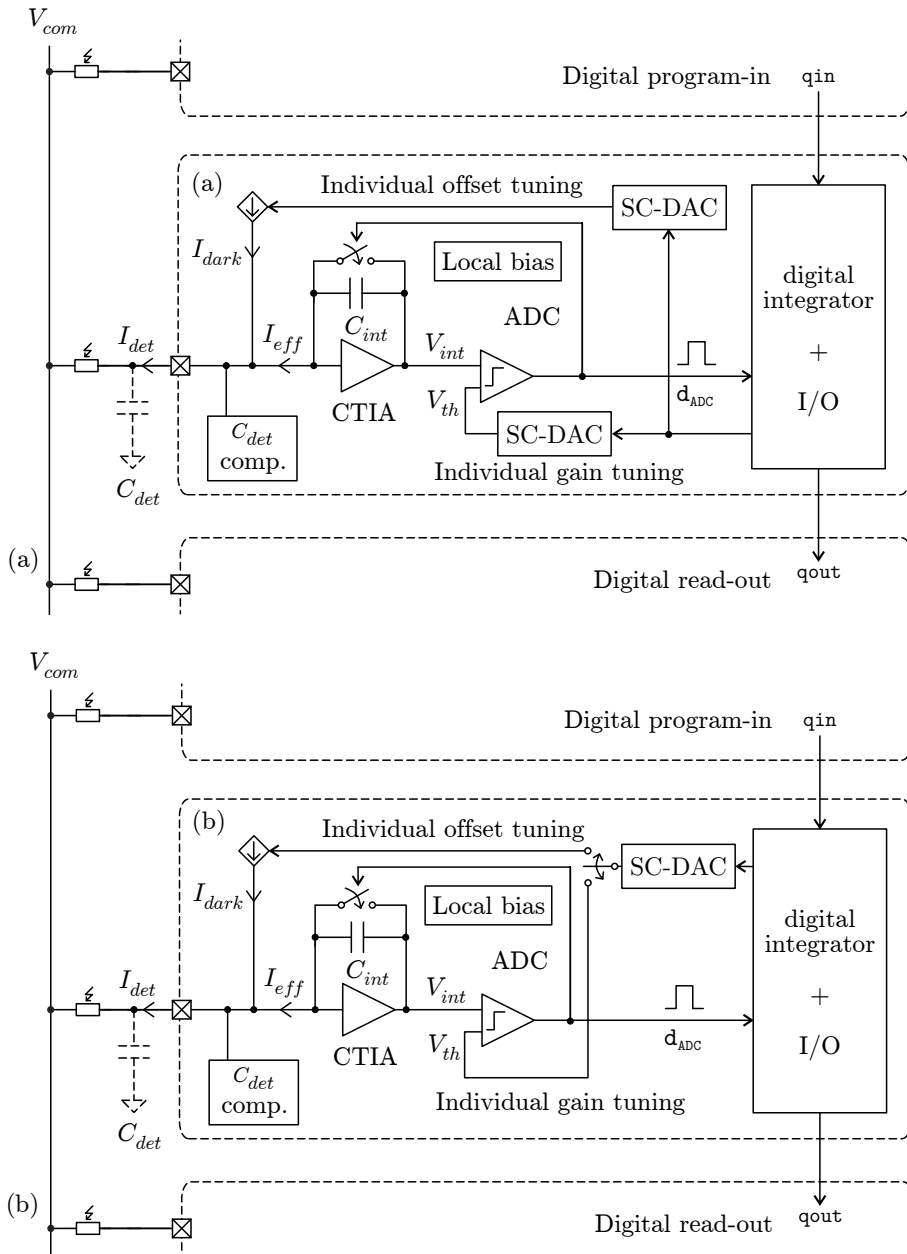 V_com
Digital program-in qin
(a)
Individual offset tuning
SC-DAC
I_dark
Local bias
digital
integrator
+
I/O
C_int
ADC
I_det
I_eff
V_int
CTIA
V_th
d_ADC
C_det
comp.
SC-DAC
Individual gain tuning
C_det
(a)
Digital read-out qout
V_com
Digital program-in qin
(b)
Individual offset tuning
SC-DAC
I_dark
Local bias
digital
integrator
+
I/O
C_int
ADC
I_det
I_eff
V_int
CTIA
V_th
d_ADC
C_det
comp.
Individual gain tuning
C_det
(b)
Digital read-out qout